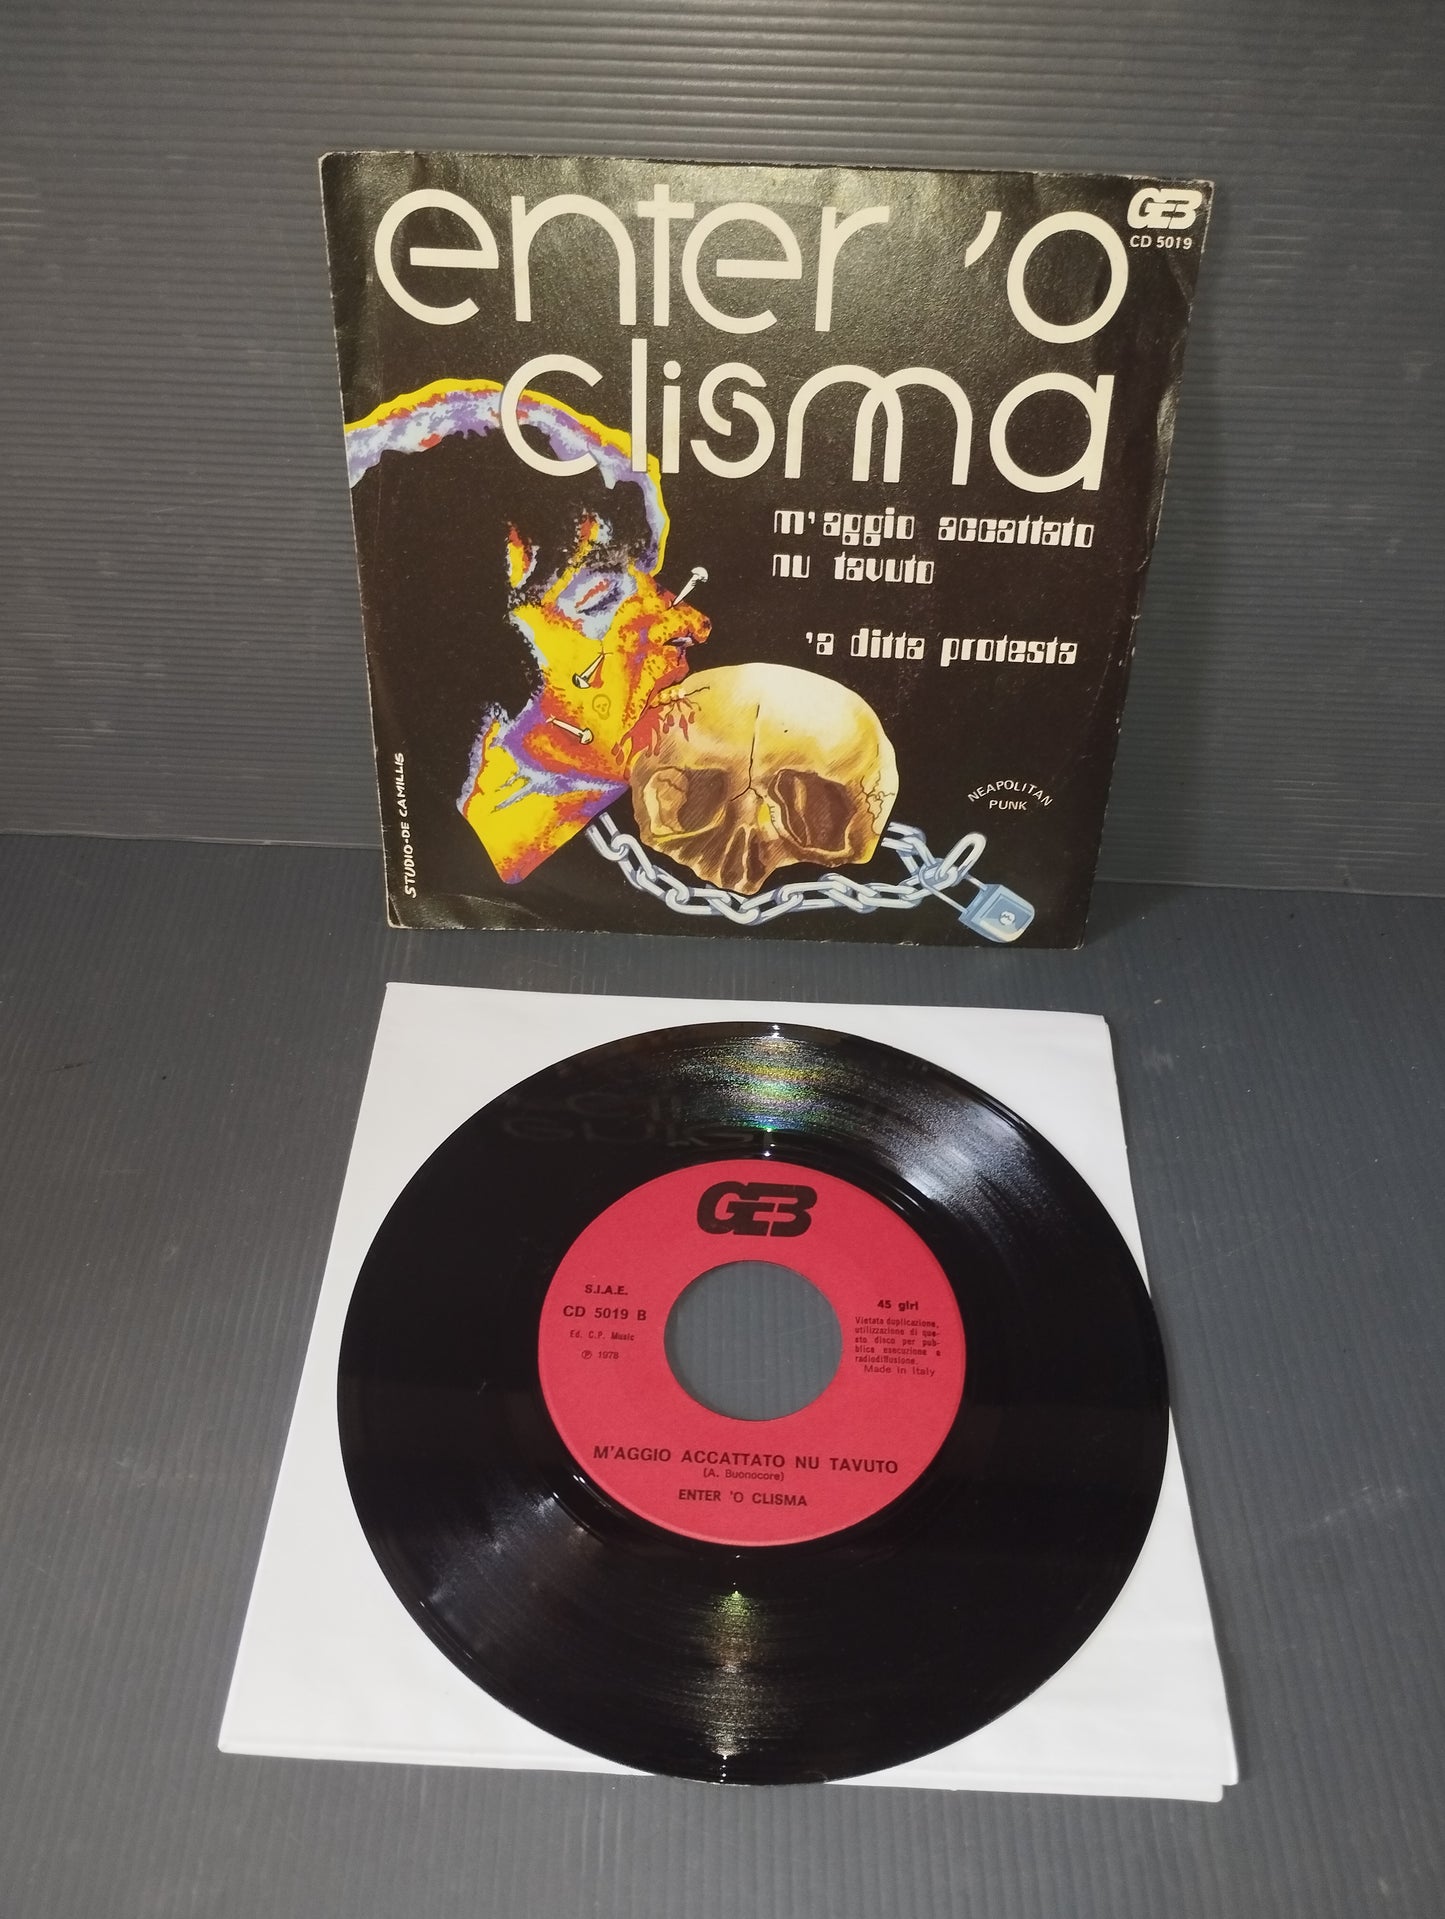 enter 'o
GEB
CD 5019
clisma
m'aggio accattato
nu tavuto
'a ditta protesta
NEAPOLITAN
PUNK
STUDIO-DE CAMILLIS
GEB
S.I.A.E.
CD 5019 B
Ed. C.P. Music
℗ 1978
45 giri
Vietata duplicazione,
utilizzazione di que-
sto disco per pub-
blica esecuzione e
radiodiffusione.
Made in Italy
M'AGGIO ACCATTATO NU TAVUTO
(A. Buonocore)
ENTER 'O CLISMA